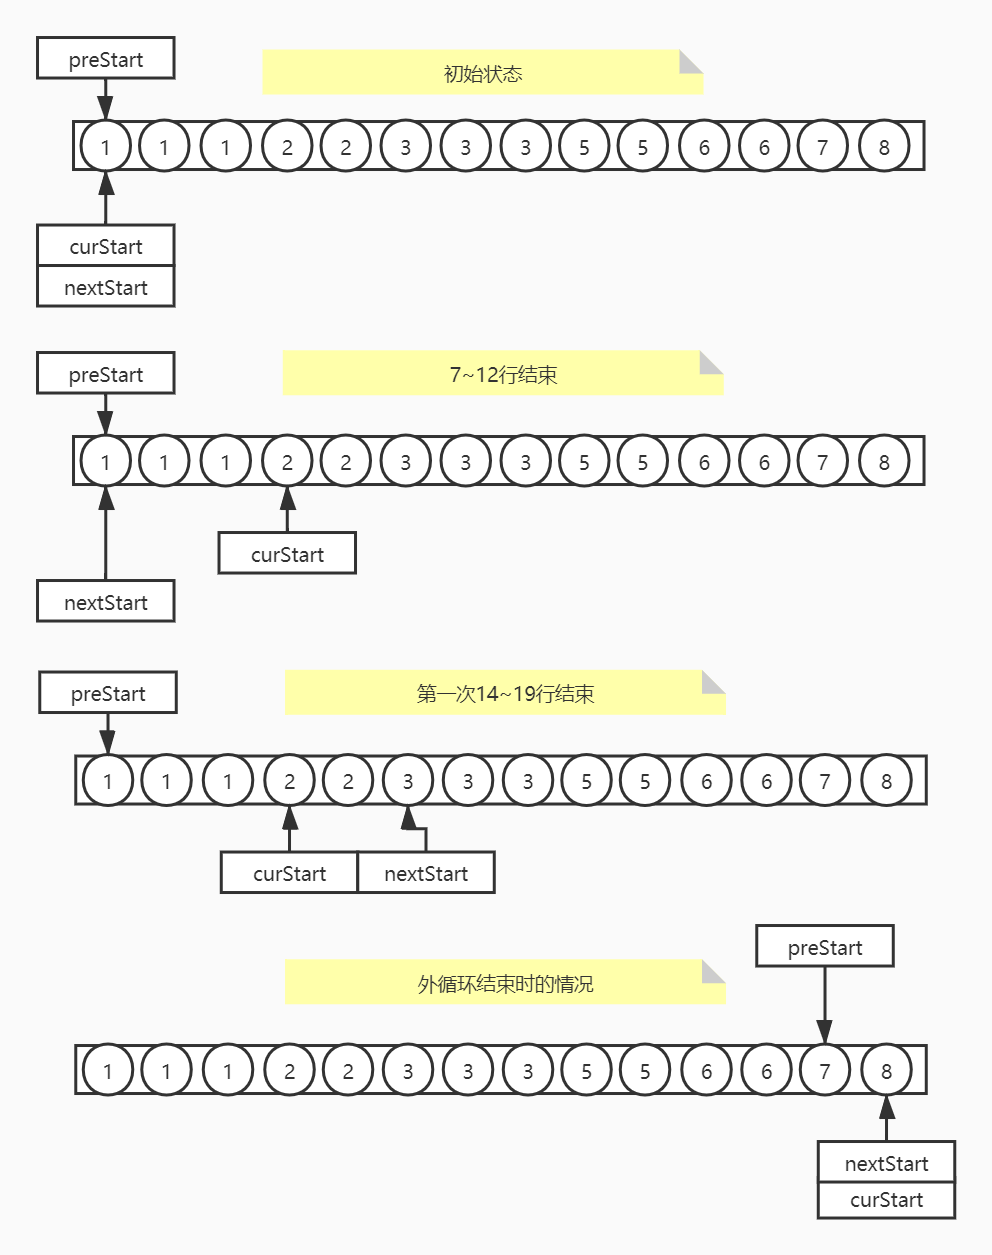 preStart
初始状态
1 1 1 2 2 3 3 3 5 5 6 6 7 8
curStart
nextStart
preStart
7~12行结束
1 1 1 2 2 3 3 3 5 5 6 6 7 8
curStart
nextStart
preStart
第一次14~19行结束
1 1 1 2 2 3 3 3 5 5 6 6 7 8
curStart nextStart
preStart
外循环结束时的情况
1 1 1 2 2 3 3 3 5 5 6 6 7 8
nextStart
curStart